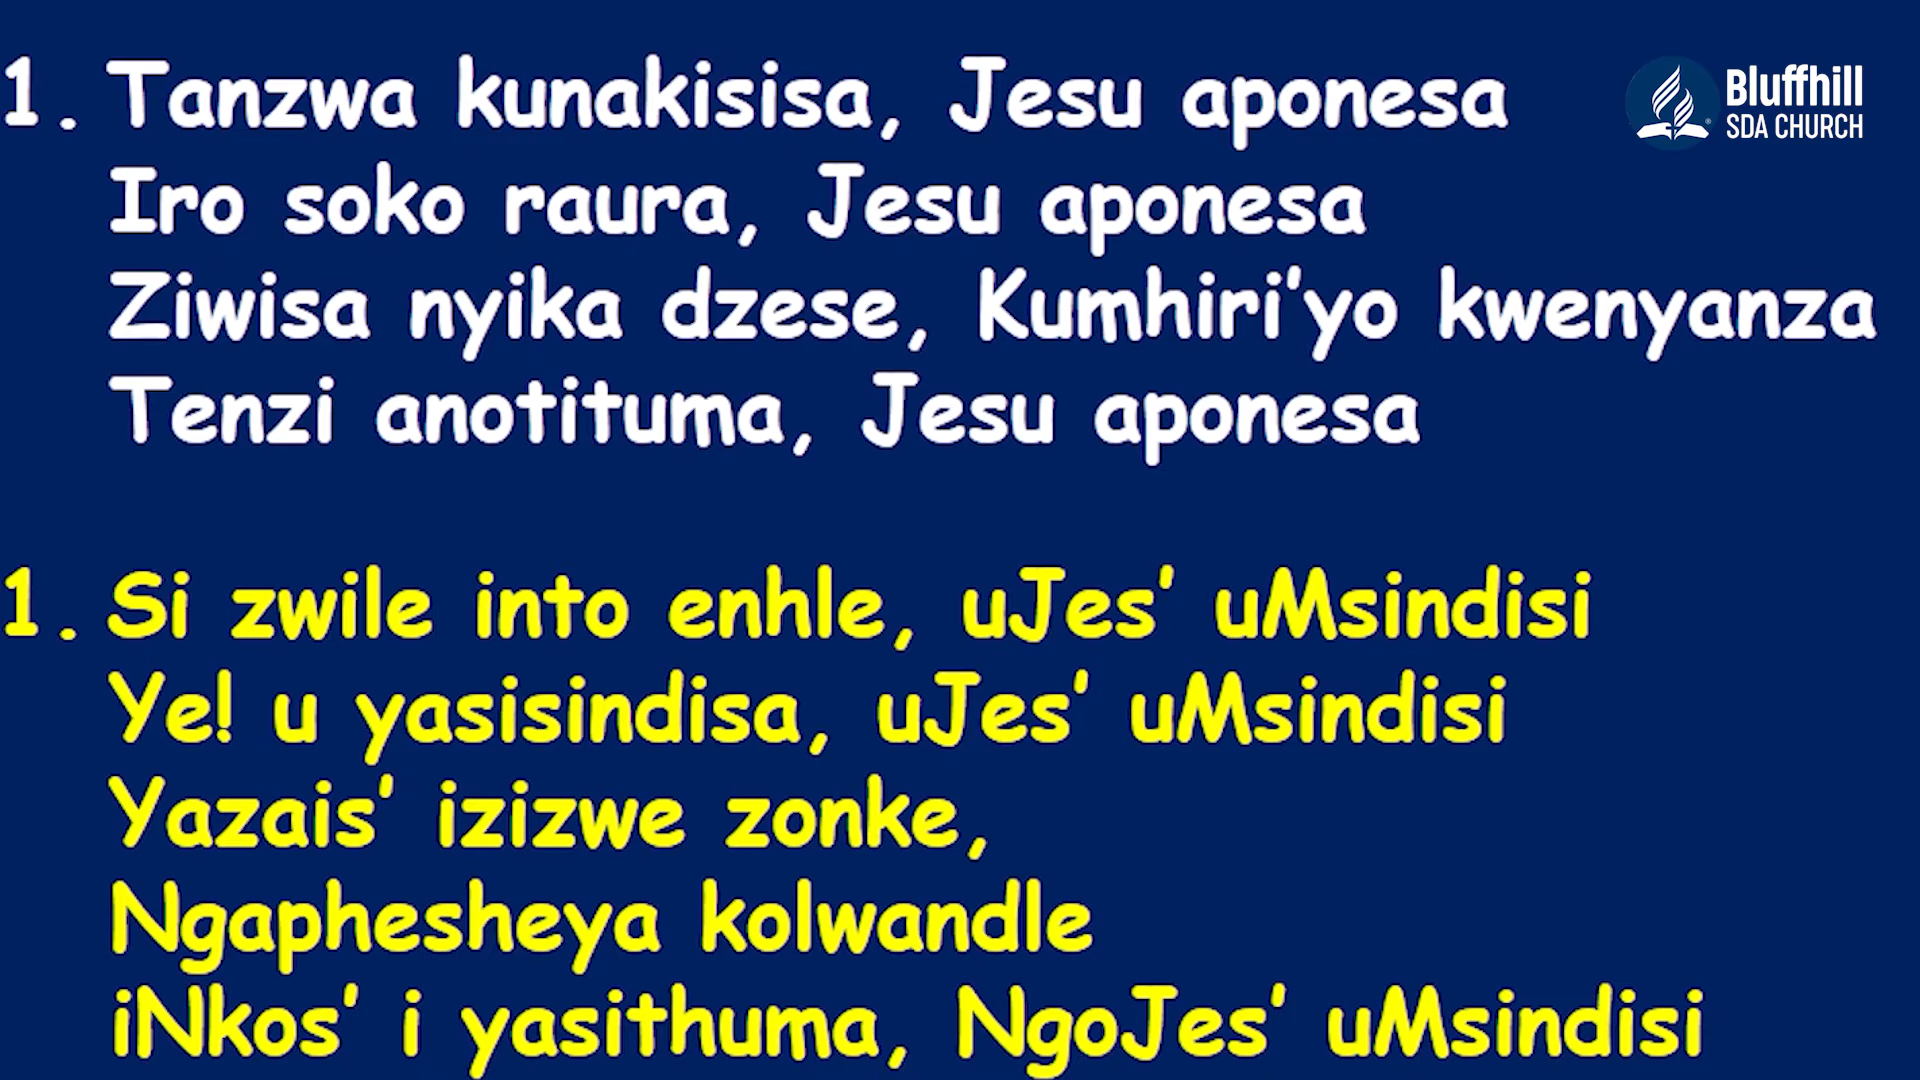 1. Tanzwa kunakisisa, Jesu aponesa
Iro soko raura, Jesu aponesa
Ziwisa nyika dzese, Kumhiri'yo kwenyanza
Tenzi anotituma, Jesu aponesa
Bluffhill
SDA CHURCH
1. Si zwile into enhle, uJes' uMsindisi
Ye! u yasisindisa, uJes' uMsindisi
Yazais' izizwe zonke,
Ngaphesheya kolwandle
iNkos' i yasithuma, NgoJes' uMsindisi